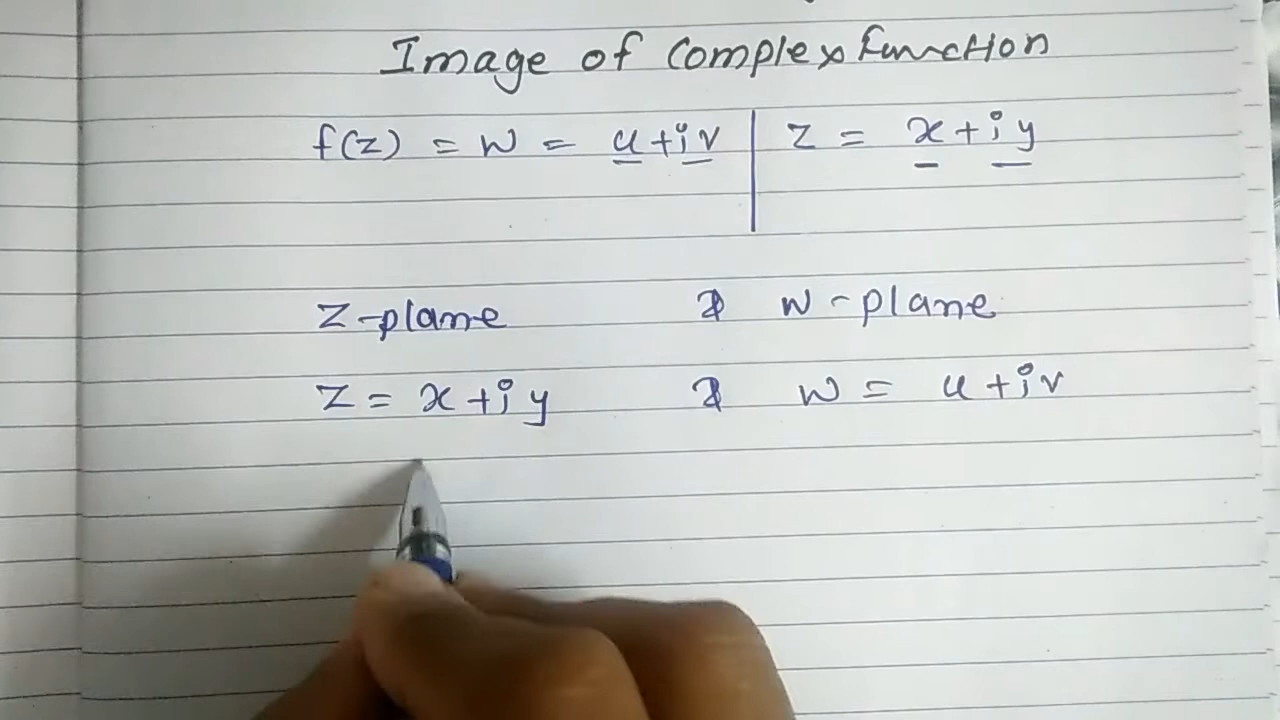 Image of Complex Function
f(z) = w = u + iv | z = x + iy
z-plane & w-plane
z = x + iy & w = u + iv